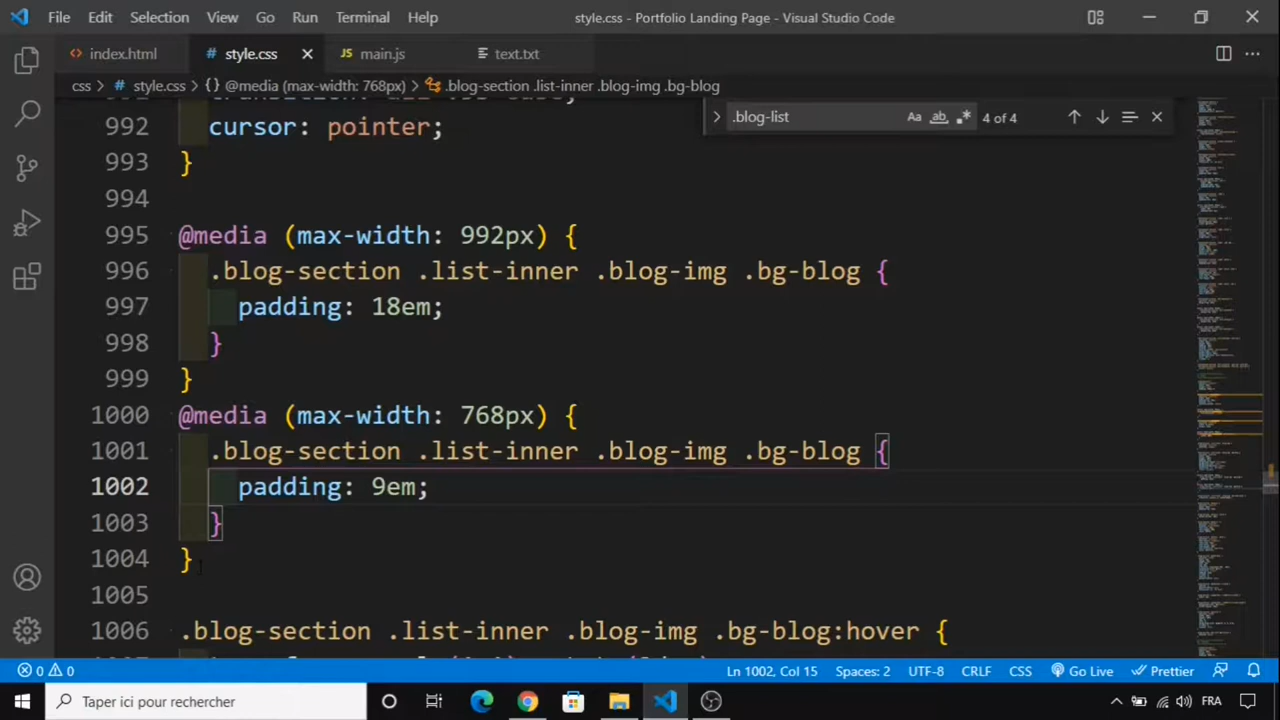 File Edit Selection View Go Run Terminal Help style.css - Portfolio Landing Page - Visual Studio Code
index.html # style.css JS main.js text.txt
css > # style.css > {} @media (max-width: 768px) > .blog-section .list-inner .blog-img .bg-blog
.blog-list Aa ab 4 of 4
992 cursor: pointer;
993 }
994
995 @media (max-width: 992px) {
996 .blog-section .list-inner .blog-img .bg-blog {
997 padding: 18em;
998 }
999 }
1000 @media (max-width: 768px) {
1001 .blog-section .list-inner .blog-img .bg-blog {
1002 padding: 9em;
1003 }
1004 }
1005
1006 .blog-section .list-inner .blog-img .bg-blog:hover {
0 0 Ln 1002, Col 15 Spaces: 2 UTF-8 CRLF CSS Go Live Prettier
Taper ici pour rechercher FRA